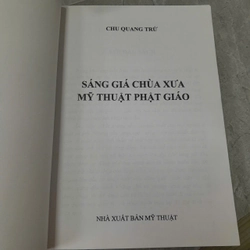 CHU QUANG TRỨ
SÁNG GIÁ CHÙA XƯA
MỸ THUẬT PHẬT GIÁO
NHÀ XUẤT BẢN MỸ THUẬT